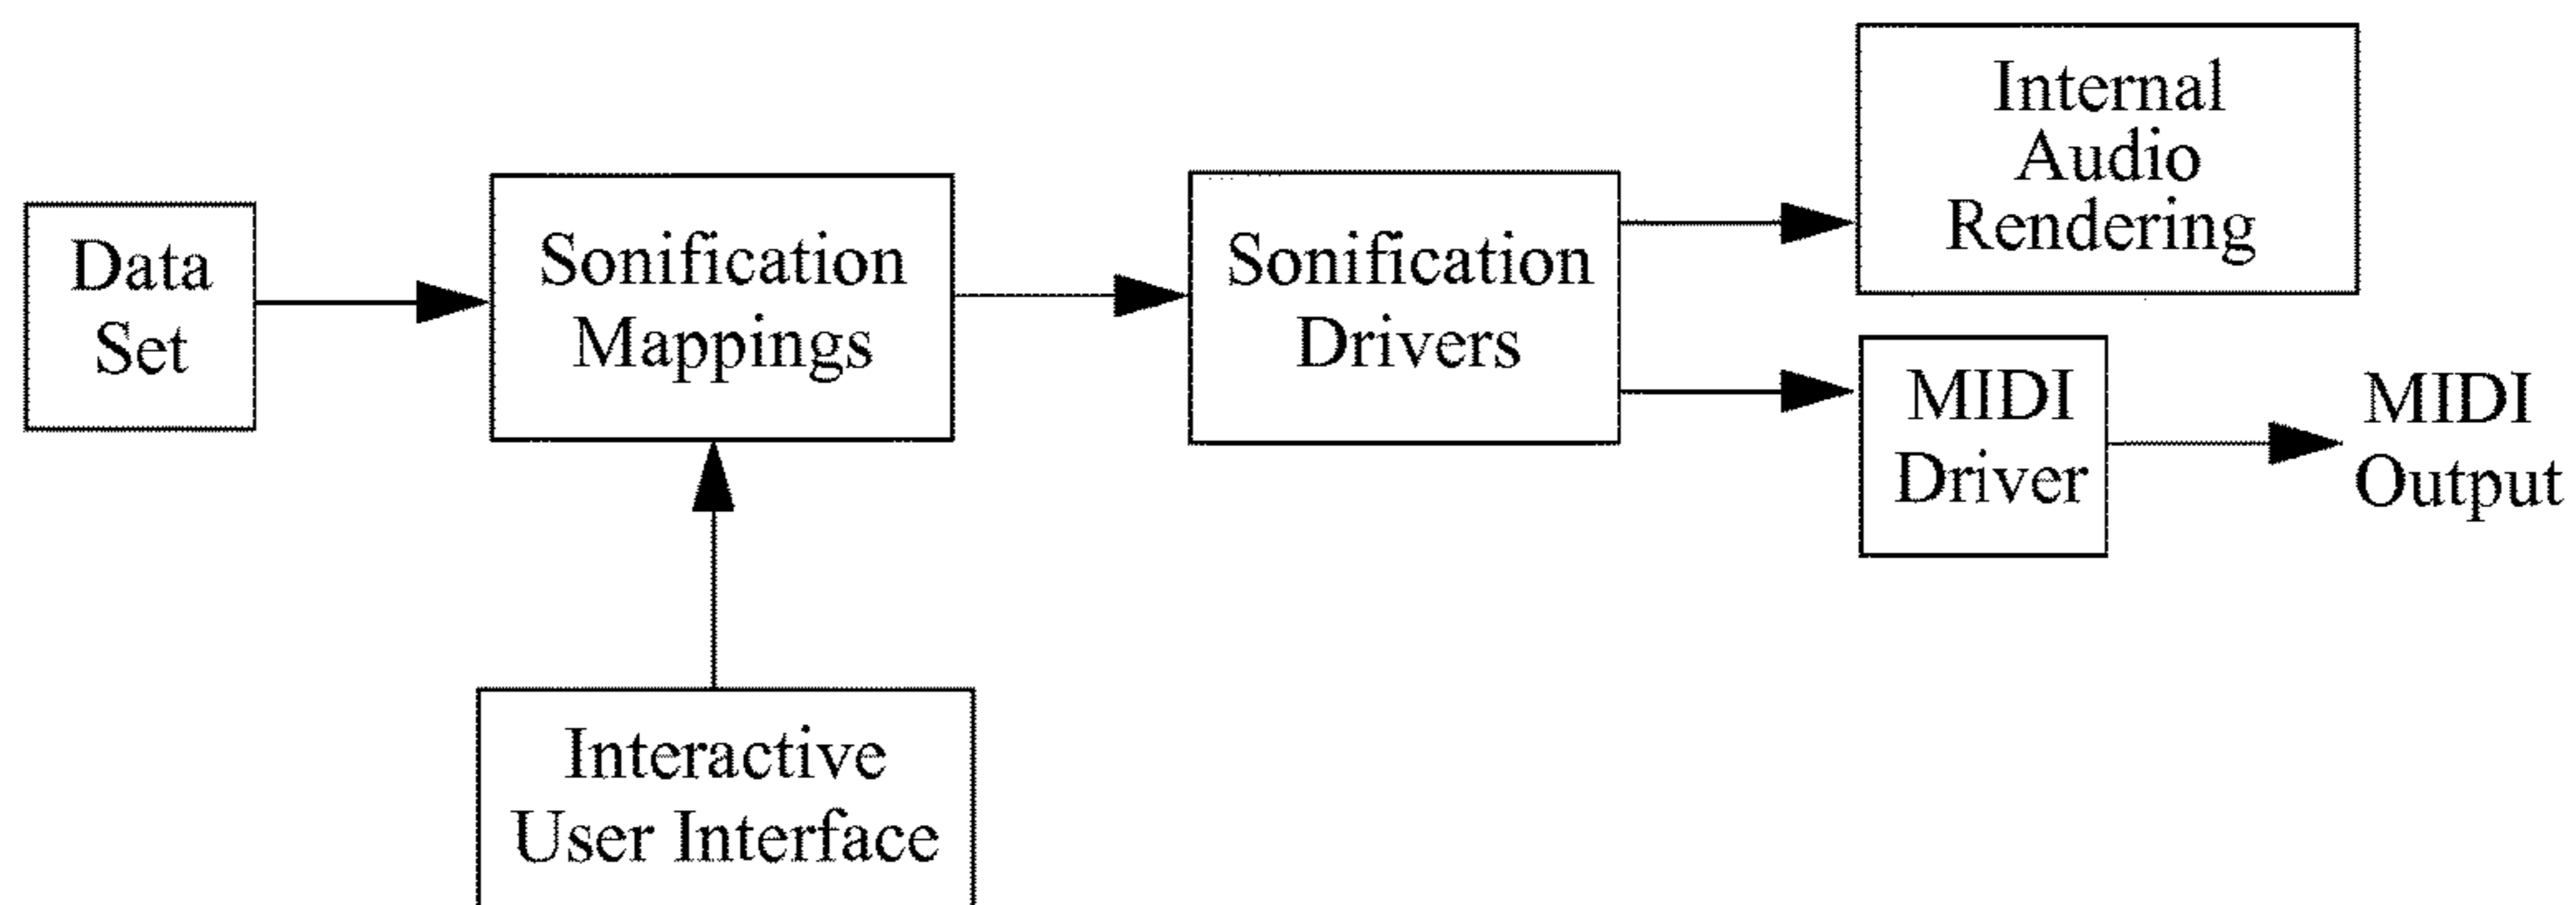 Data
Set
Sonification
Mappings
Sonification
Drivers
Internal
Audio
Rendering
MIDI
Driver
MIDI
Output
Interactive
User Interface